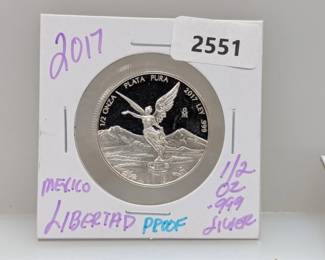 2017
2551
1/2 ONZA PLATA PURA 2017 LEY .999
MEXICO
LIBERTAD PROOF
1/2
OZ
.999
SILVER